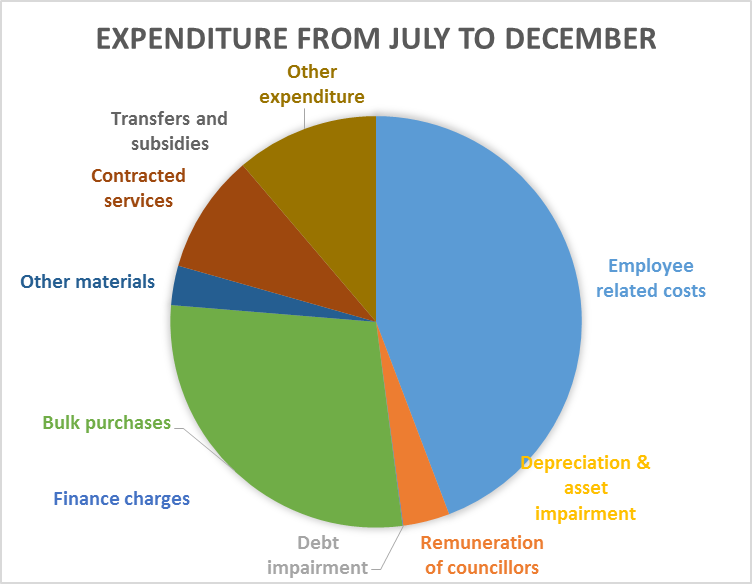 EXPENDITURE FROM JULY TO DECEMBER
Other
expenditure
Transfers and
subsidies
Contracted
services
Other materials
Employee
related costs
Bulk purchases
Depreciation &
asset
impairment
Finance charges
Debt
impairment
Remuneration
of councillors